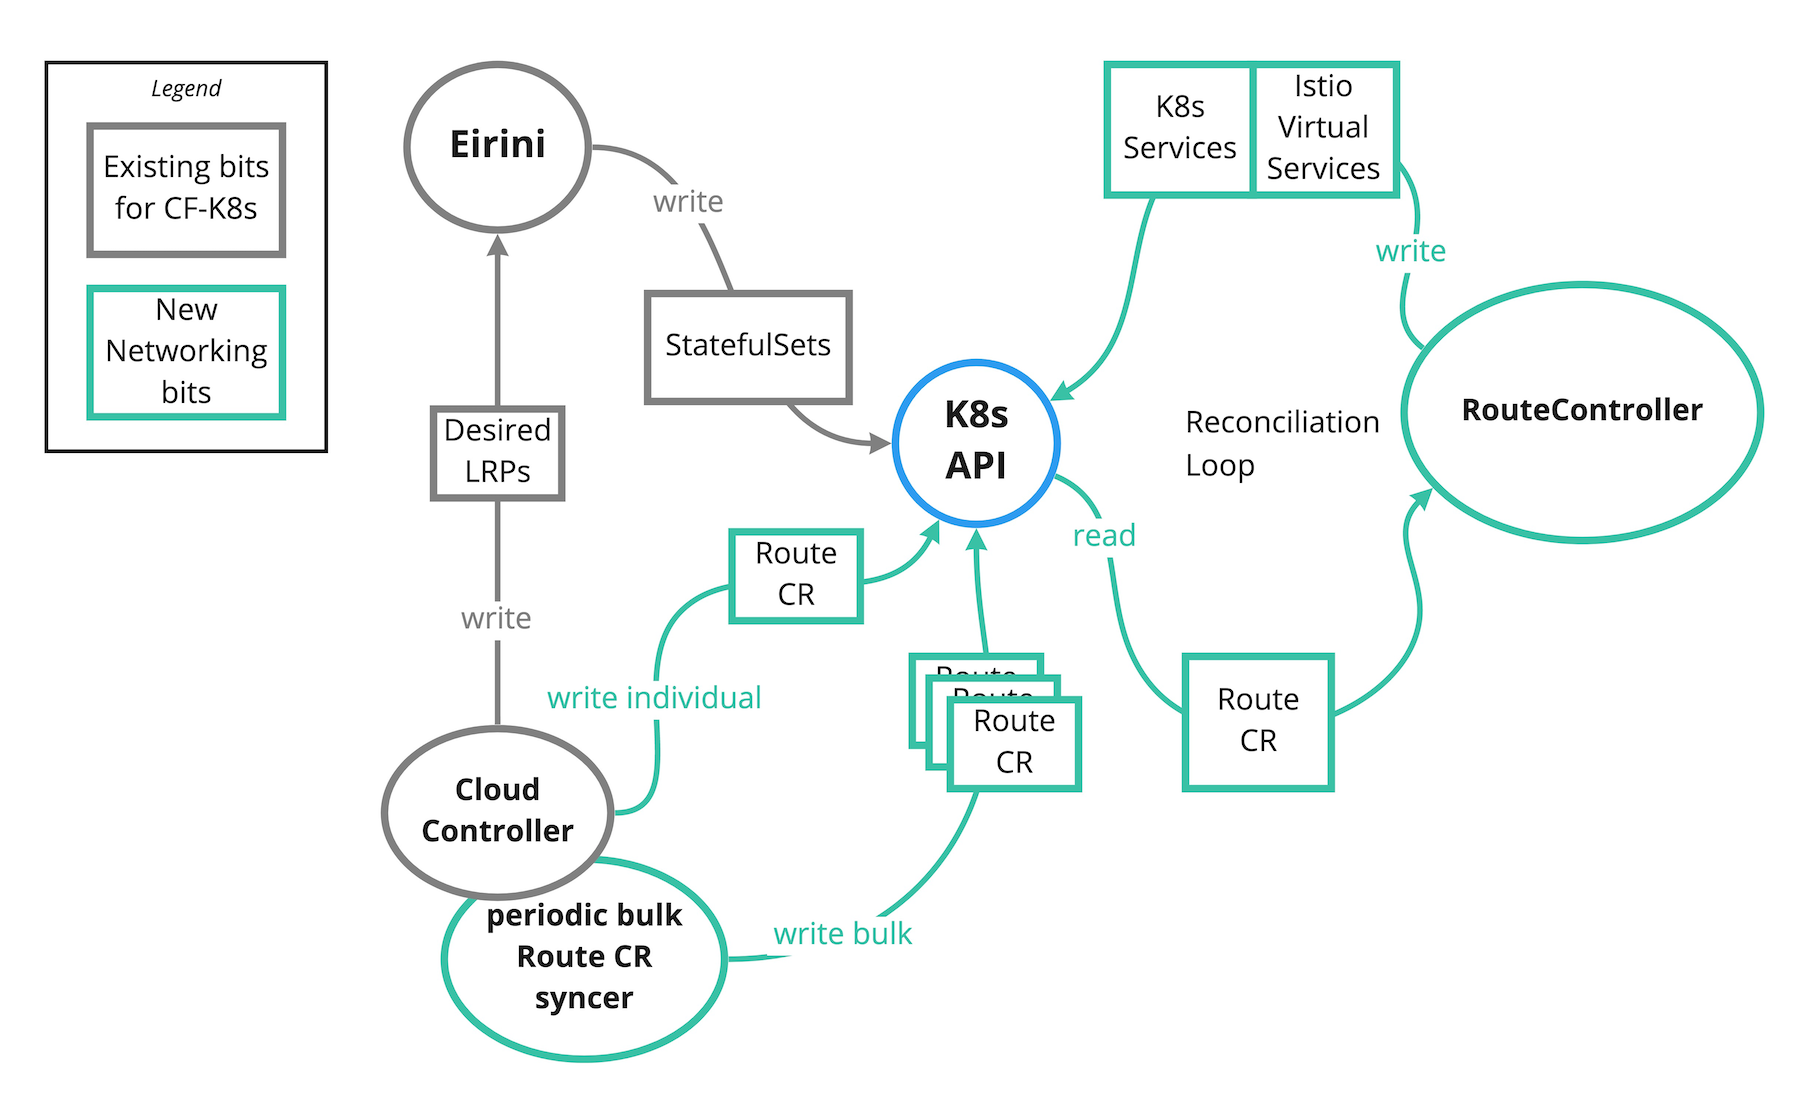 Legend
Existing bits
for CF-K8s
New
Networking
bits
Eirini
write
StatefulSets
Desired
LRPs
write
Cloud
Controller
periodic bulk
Route CR
syncer
write individual
Route
CR
write bulk
Route
Route
Route
CR
K8s
API
K8s
Services
Istio
Virtual
Services
write
RouteController
Reconciliation
Loop
read
Route
CR